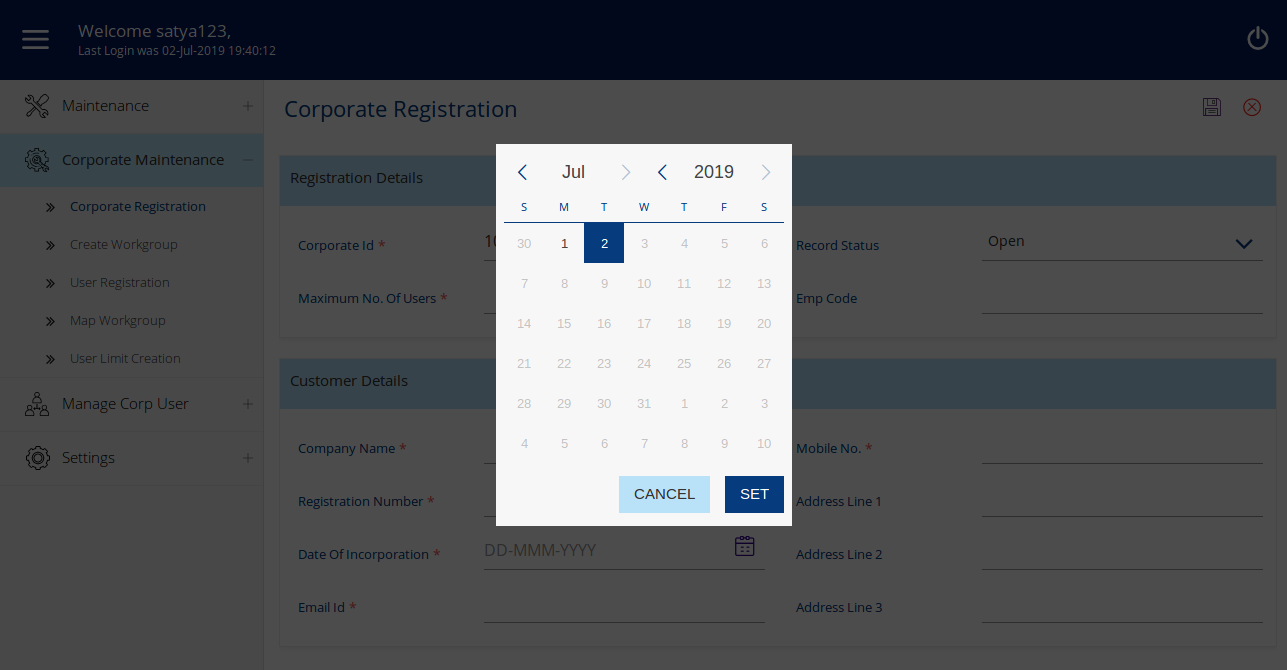 Welcome satya123,
Last Login was 02-Jul-2019 19:40:12
Maintenance
Corporate Maintenance
Corporate Registration
Create Workgroup
User Registration
Map Workgroup
User Limit Creation
Manage Corp User
Settings
Corporate Registration
Registration Details
Corporate Id *
10
Record Status
Open
Maximum No. Of Users *
Emp Code
Customer Details
Company Name *
Mobile No. *
Registration Number *
Address Line 1
Date Of Incorporation *
DD-MMM-YYYY
Address Line 2
Email Id *
Address Line 3
Jul 2019
S M T W T F S
30 1 2 3 4 5 6
7 8 9 10 11 12 13
14 15 16 17 18 19 20
21 22 23 24 25 26 27
28 29 30 31 1 2 3
4 5 6 7 8 9 10
CANCEL SET